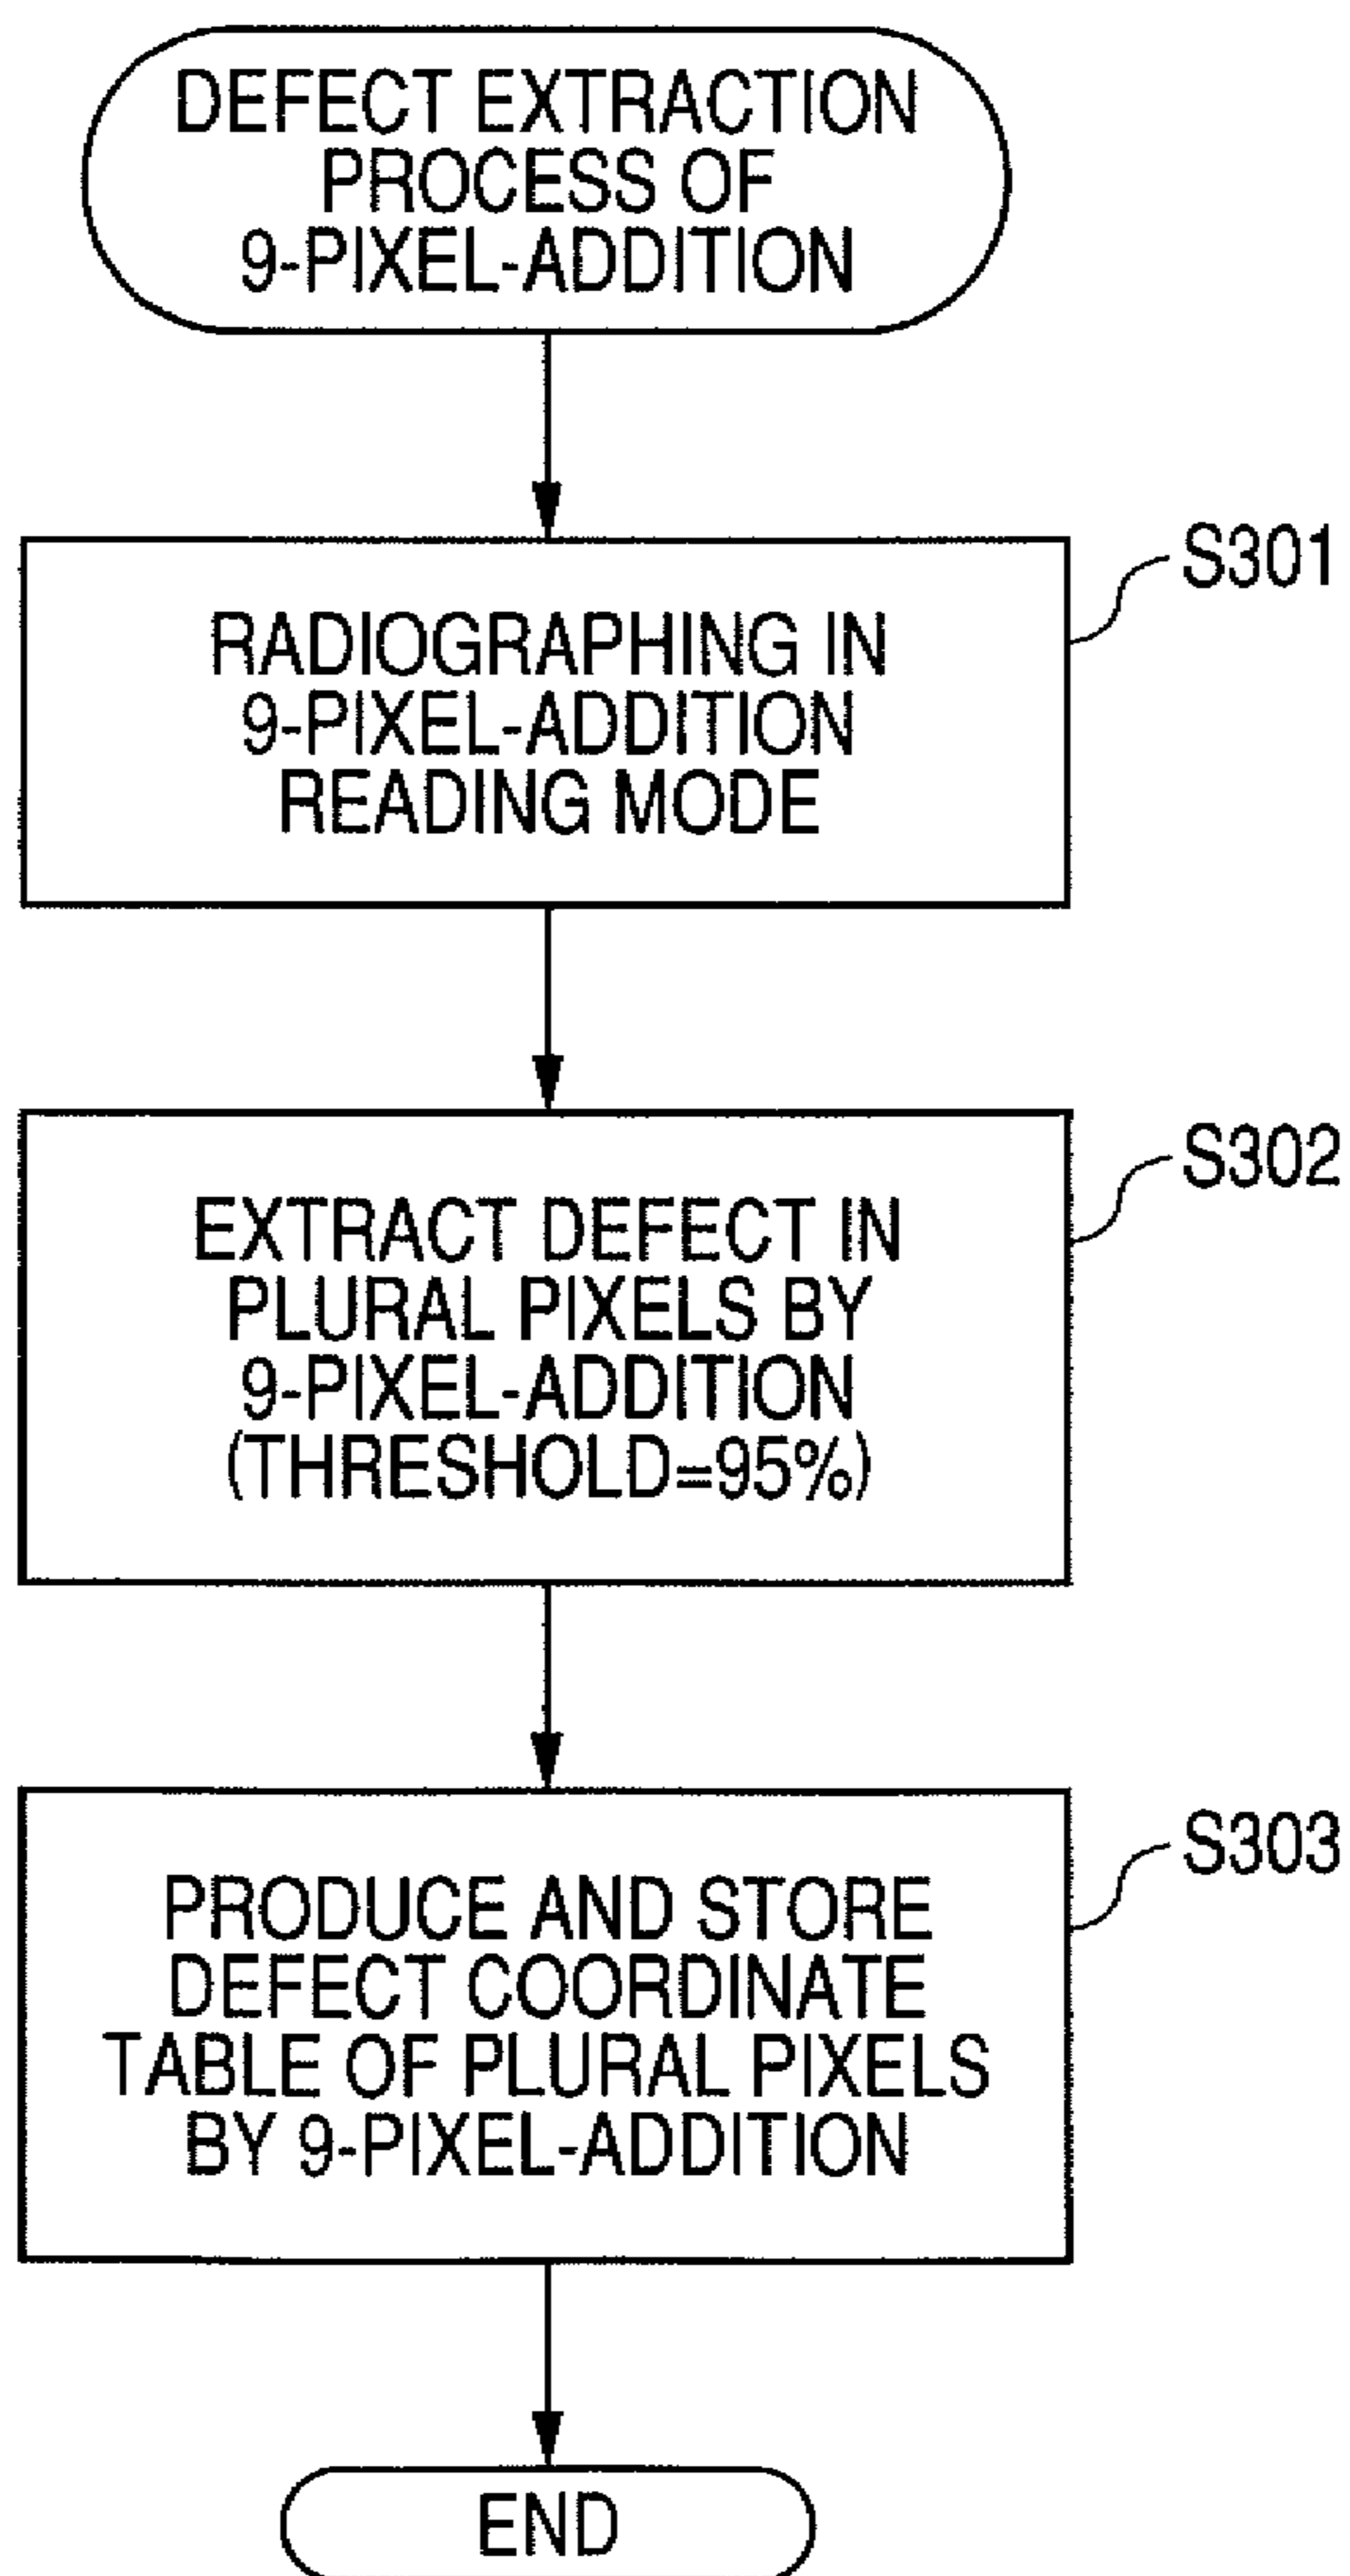 DEFECT EXTRACTION
PROCESS OF
9-PIXEL-ADDITION
S301
RADIOGRAPHING IN
9-PIXEL-ADDITION
READING MODE
S302
EXTRACT DEFECT IN
PLURAL PIXELS BY
9-PIXEL-ADDITION
(THRESHOLD=95%)
S303
PRODUCE AND STORE
DEFECT COORDINATE
TABLE OF PLURAL PIXELS
BY 9-PIXEL-ADDITION
END